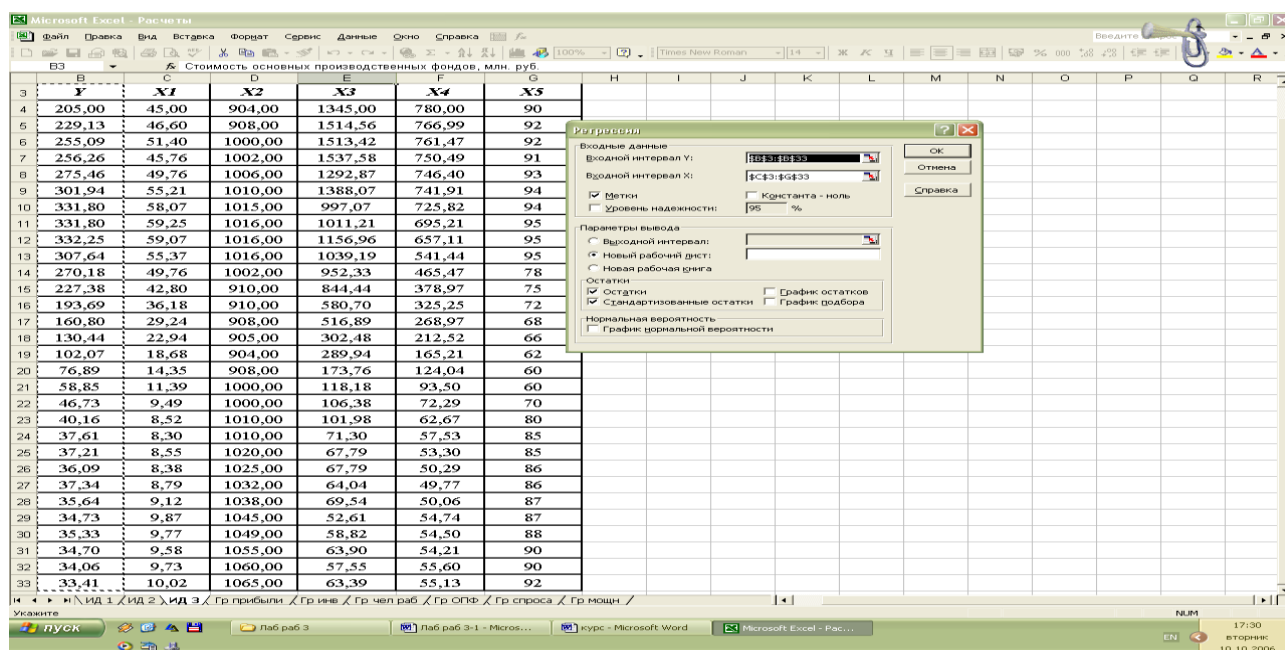 Microsoft Excel - Расчеты
Файл Правка Вид Вставка Формат Сервис Данные Окно Справка
Введите
100% Times New Roman 14 Ж К Ч % 000
B3 fx Стоимость основных производственных фондов, млн. руб.
B C D E F G H I J K L M N O P Q R
3 Y X1 X2 X3 X4 X5
4 205,00 45,00 904,00 1345,00 780,00 90
5 229,13 46,60 908,00 1514,56 766,99 92
6 255,09 51,40 1000,00 1513,42 761,47 92
7 256,26 45,76 1002,00 1537,58 750,49 91
8 275,46 49,76 1006,00 1292,87 746,40 93
9 301,94 55,21 1010,00 1388,07 741,91 94
10 331,80 58,07 1015,00 997,07 725,82 94
11 331,80 59,25 1016,00 1011,21 695,21 95
12 332,25 59,07 1016,00 1156,96 657,11 95
13 307,64 55,37 1016,00 1039,19 541,44 95
14 270,18 49,76 1002,00 952,33 465,47 78
15 227,38 42,80 910,00 844,44 378,97 75
16 193,69 36,18 910,00 580,70 325,25 72
17 160,80 29,24 908,00 516,89 268,97 68
18 130,44 22,94 905,00 302,48 212,52 66
19 102,07 18,68 904,00 289,94 165,21 62
20 76,89 14,35 908,00 173,76 124,04 60
21 58,85 11,39 1000,00 118,18 93,50 60
22 46,73 9,49 1000,00 106,38 72,29 70
23 40,16 8,52 1010,00 101,98 62,67 80
24 37,61 8,30 1010,00 71,30 57,53 85
25 37,21 8,55 1020,00 67,79 53,30 85
26 36,09 8,38 1025,00 67,79 50,29 86
27 37,34 8,79 1032,00 64,04 49,77 86
28 35,64 9,12 1038,00 69,54 50,06 87
29 34,73 9,87 1045,00 52,61 54,74 87
30 35,33 9,77 1049,00 58,82 54,50 88
31 34,70 9,58 1055,00 63,90 54,21 90
32 34,06 9,73 1060,00 57,55 55,60 90
33 33,41 10,02 1065,00 63,39 55,13 92
Регрессия
Входные данные
Входной интервал Y: $B$3:$B$33
Входной интервал X: $C$3:$G$33
Метки Константа - ноль
Уровень надежности: 95 %
Параметры вывода
Выходной интервал:
Новый рабочий лист:
Новая рабочая книга
Остатки
Остатки График остатков
Стандартизованные остатки График подбора
Нормальная вероятность
График нормальной вероятности
OK
Отмена
Справка
ИД 1 ИД 2 ИД 3 Гр прибыли Гр инв Гр чел раб Гр ОПФ Гр спроса Гр мощн
Укажите
NUM
пуск Лаб раб 3 Лаб раб 3-1 - Micros... курс - Microsoft Word Microsoft Excel - Рас...
EN 17:30
вторник
10.10.2006